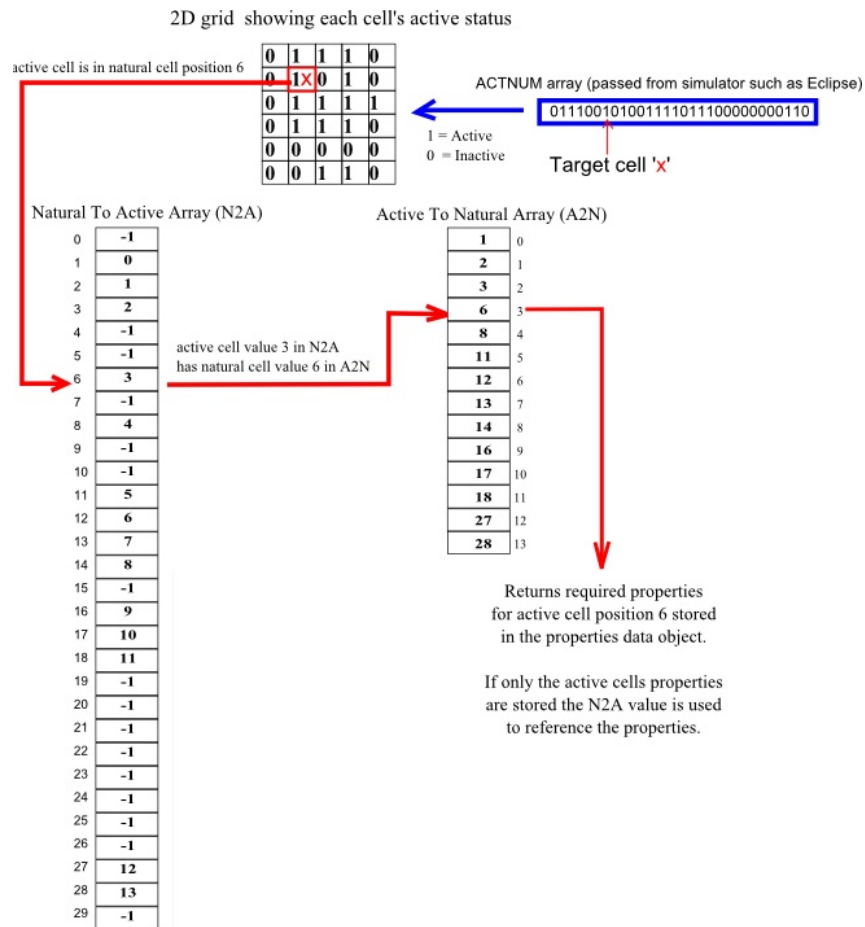 2D grid showing each cell's active status
active cell is in natural cell position 6
0 1 1 1 0
0 1X 0 1 0
0 1 1 1 1
0 1 1 1 0
0 0 0 0 0
0 0 1 1 0
ACTNUM array (passed from simulator such as Eclipse)
011100101001111011100000000110
1 = Active
0 = Inactive
Target cell 'x'
Natural To Active Array (N2A)
0 -1
1 0
2 1
3 2
4 -1
5 -1
6 3
7 -1
8 4
9 -1
10 -1
11 5
12 6
13 7
14 8
15 -1
16 9
17 10
18 11
19 -1
20 -1
21 -1
22 -1
23 -1
24 -1
25 -1
26 -1
27 12
28 13
29 -1
active cell value 3 in N2A
has natural cell value 6 in A2N
Active To Natural Array (A2N)
1 0
2 1
3 2
6 3
8 4
11 5
12 6
13 7
14 8
16 9
17 10
18 11
27 12
28 13
Returns required properties
for active cell position 6 stored
in the properties data object.
If only the active cells properties
are stored the N2A value is used
to reference the properties.